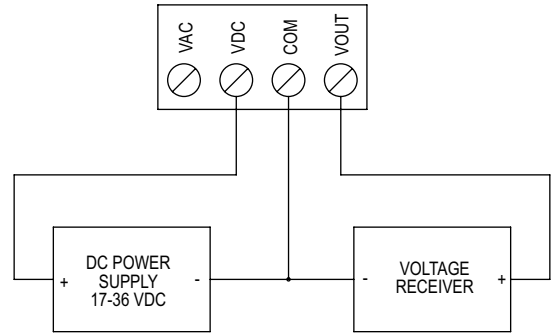 VAC
VDC
COM
VOUT
+
DC POWER
SUPPLY
17-36 VDC
-
-
VOLTAGE
RECEIVER
+